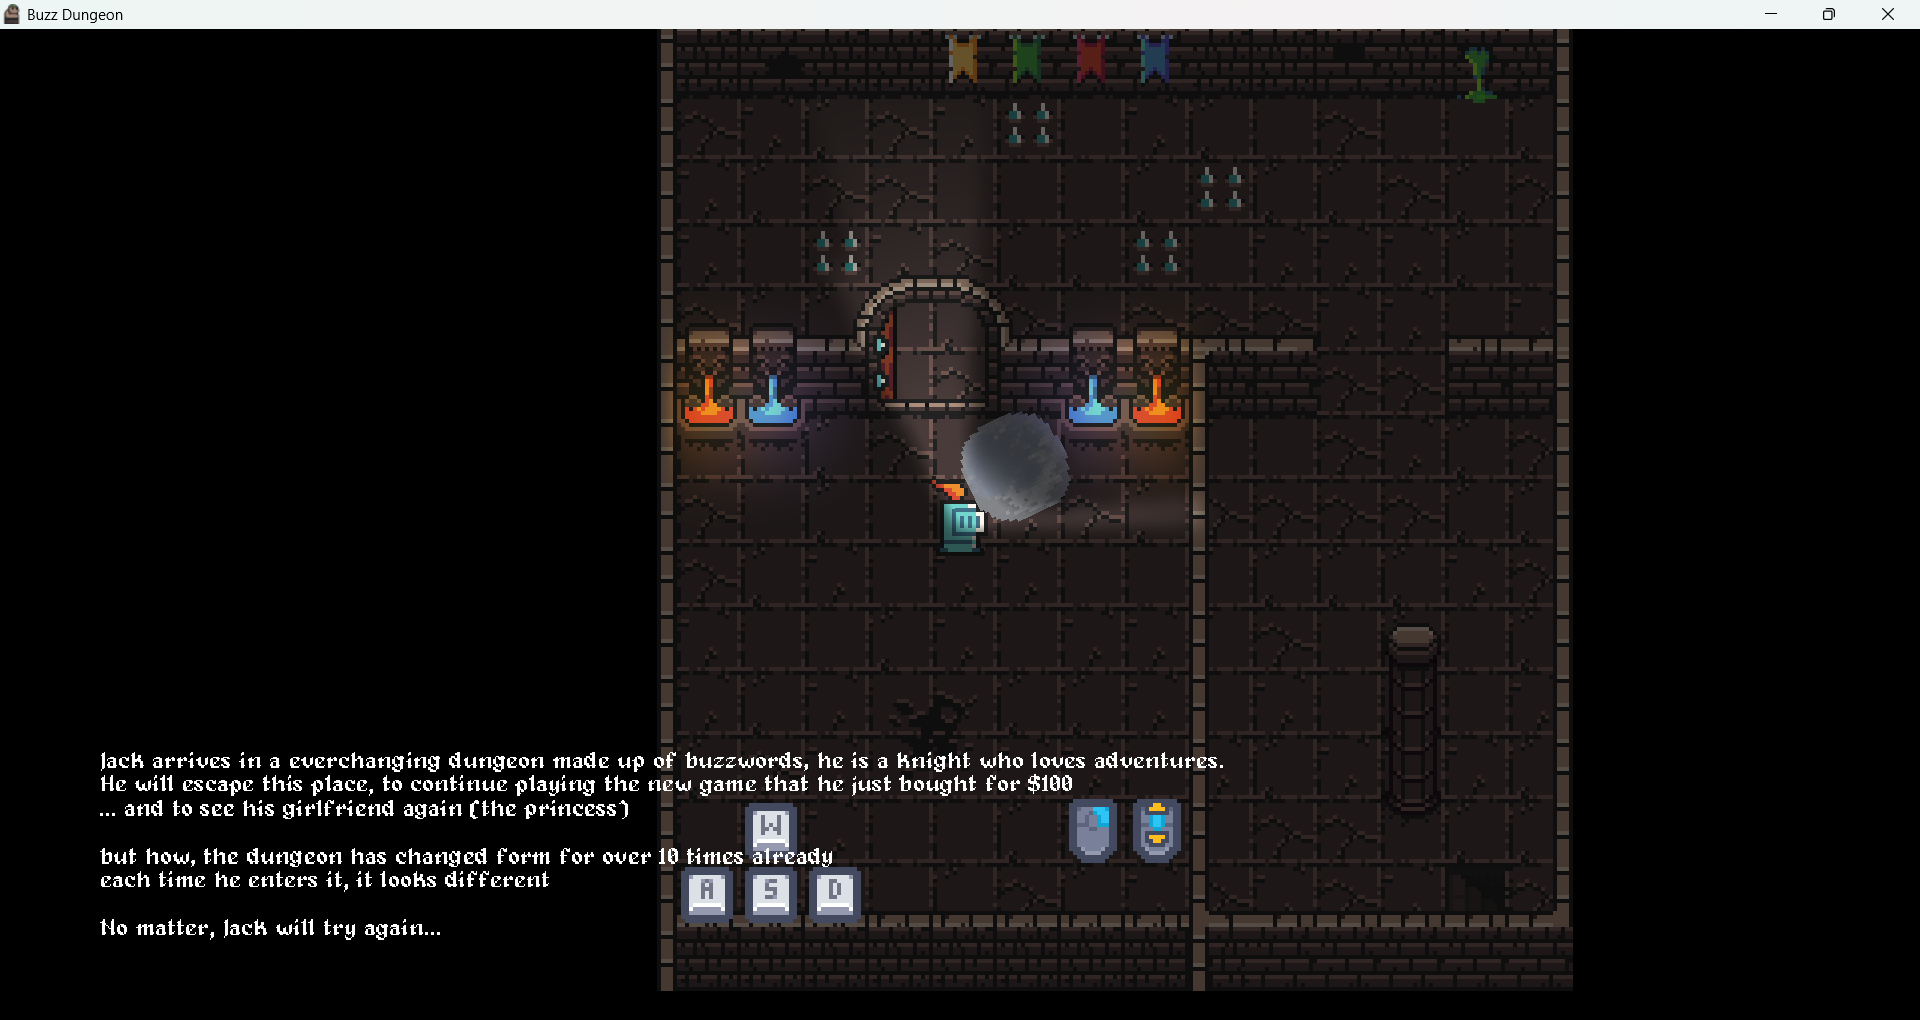 Buzz Dungeon
Jack arrives in a everchanging dungeon made up of buzzwords, he is a knight who loves adventures.
He will escape this place, to continue playing the new game that he just bought for $100
... and to see his girlfriend again (the princess)
W
but how, the dungeon has changed form for over 10 times already
each time he enters it, it looks different
A S D
No matter, Jack will try again...